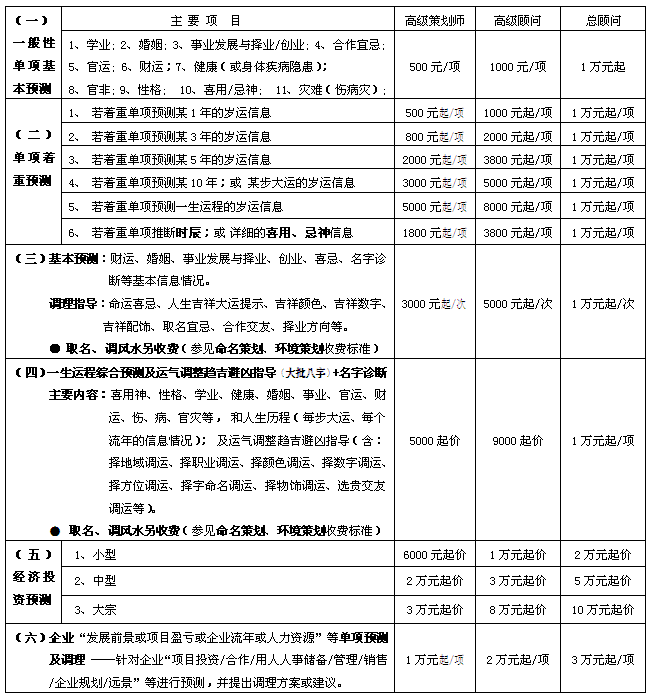 （一）一般性单项基本预测
主 要 项 目 高级策划师 高级顾问 总顾问
1、学业; 2、婚姻; 3、事业发展与择业/创业; 4、合作宜忌;
5、官运; 6、财运; 7、健康(或身体疾病隐患);
8、官非; 9、性格; 10、喜用/忌神; 11、灾难(伤病灾);
500 元/项 1000 元/项 1 万元起
（二）单项着重预测
1、 若着重单项预测某 1 年的岁运信息 500 元起/项 1000 元起/项 1 万元起/项
2、 若着重单项预测某 3 年的岁运信息 800 元起/项 2000 元起/项 1 万元起/项
3、 若着重单项预测某 5 年的岁运信息 2000 元起/项 3800 元起/项 1 万元起/项
4、 若着重单项预测某 10 年；或 某步大运的岁运信息 3000 元起/项 5000 元起/项 1 万元起/项
5、 若着重单项预测一生运程的岁运信息 5000 元起/项 8000 元起/项 1 万元起/项
6、 若着重单项推断时辰；或 详细的喜用、忌神信息 1800 元起/项 3800 元起/项 1 万元起/项
（三）基本预测：财运、婚姻、事业发展与择业、创业、喜忌、名字诊
断等基本信息情况。
调理指导：命运喜忌、人生吉祥大运提示、吉祥颜色、吉祥数字、
吉祥配饰、取名宜忌、合作交友、择业方向等。
● 取名、调风水另收费（参见命名策划、环境策划收费标准）
3000 元起/次 5000 元起/次 1 万元起/次
（四）一生运程综合预测及运气调整趋吉避凶指导（大批八字）+名字诊断
主要内容：喜用神、性格、学业、健康、婚姻、事业、官运、财
运、伤、病、官灾等，和人生历程（每步大运、每个
流年的信息情况）；及运气调整趋吉避凶指导（含：
择地域调运、择职业调运、择颜色调运、择数字调运、
择方位调运、择字命名调运、择物饰调运、选贵交友
调运等）。
● 取名、调风水另收费（参见命名策划、环境策划收费标准）
5000 起价 9000 起价 1 万元起/项
（五）经济投资预测
1、小型 6000 元起价 1 万元起价 2 万元起价
2、中型 2 万元起价 3 万元起价 5 万元起价
3、大宗 3 万元起价 8 万元起价 10 万元起价
（六）企业“发展前景或项目盈亏或企业流年或人力资源”等单项预测
及调理 ——针对企业“项目投资/合作/用人人事储备/管理/销售
/企业规划/远景”等进行预测，并提出调理方案或建议。
1 万元起/项 2 万元起/项 3 万元起/项